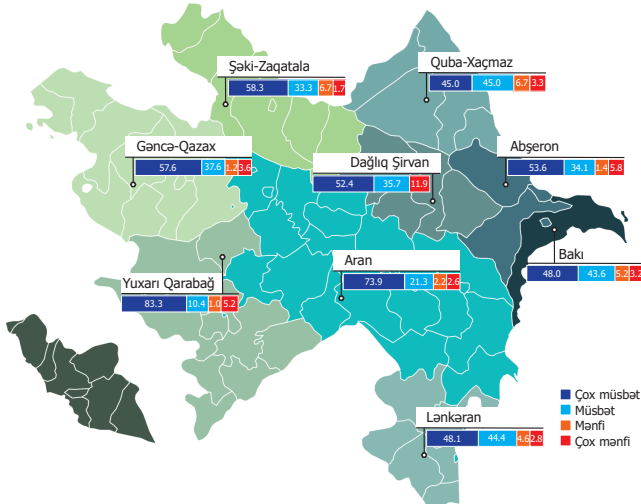 Şəki-Zaqatala
58.3 33.3 6.7 1.7
Quba-Xaçmaz
45.0 45.0 6.7 3.3
Gəncə-Qazax
57.6 37.6 1.2 3.6
Dağlıq Şirvan
52.4 35.7 11.9
Abşeron
53.6 34.1 1.4 5.8
Bakı
48.0 43.6 5.2 3.2
Aran
73.9 21.3 2.2 2.6
Yuxarı Qarabağ
83.3 10.4 1.0 5.2
Lənkəran
48.1 44.4 4.6 2.8
Çox müsbət
Müsbət
Mənfi
Çox mənfi